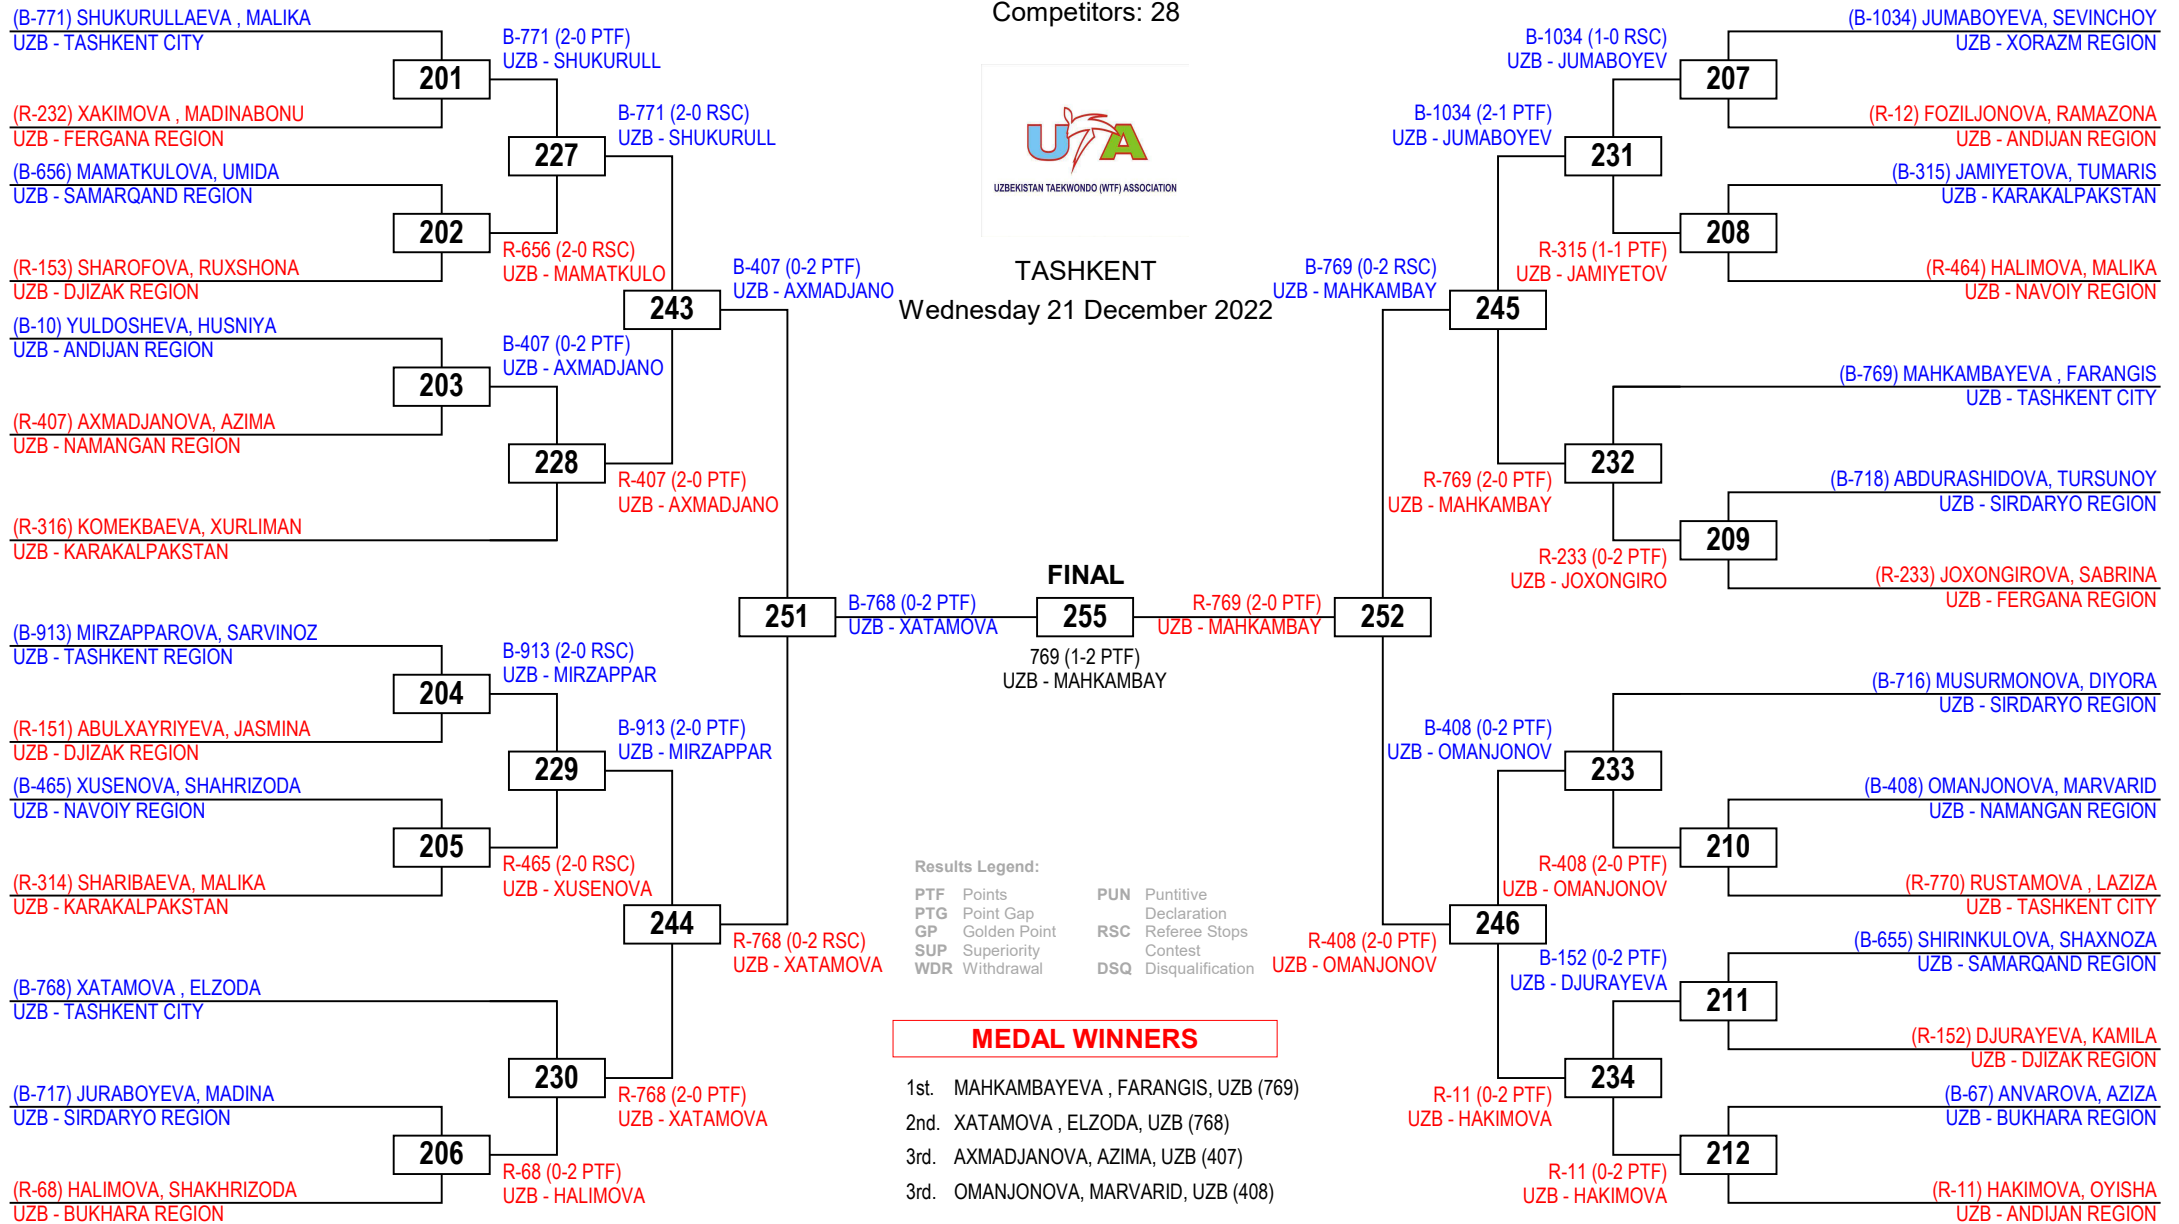 Competitors: 28
UTA
UZBEKISTAN TAEKWONDO (WTF) ASSOCIATION
TASHKENT
Wednesday 21 December 2022
(B-771) SHUKURULLAEVA , MALIKA
UZB - TASHKENT CITY
201
(R-232) XAKIMOVA , MADINABONU
UZB - FERGANA REGION
(B-656) MAMATKULOVA, UMIDA
UZB - SAMARQAND REGION
202
(R-153) SHAROFOVA, RUXSHONA
UZB - DJIZAK REGION
(B-10) YULDOSHEVA, HUSNIYA
UZB - ANDIJAN REGION
203
(R-407) AXMADJANOVA, AZIMA
UZB - NAMANGAN REGION
(R-316) KOMEKBAEVA, XURLIMAN
UZB - KARAKALPAKSTAN
(B-913) MIRZAPPAROVA, SARVINOZ
UZB - TASHKENT REGION
204
(R-151) ABULXAYRIYEVA, JASMINA
UZB - DJIZAK REGION
(B-465) XUSENOVA, SHAHRIZODA
UZB - NAVOIY REGION
205
(R-314) SHARIBAEVA, MALIKA
UZB - KARAKALPAKSTAN
(B-768) XATAMOVA , ELZODA
UZB - TASHKENT CITY
(B-717) JURABOYEVA, MADINA
UZB - SIRDARYO REGION
206
(R-68) HALIMOVA, SHAKHRIZODA
UZB - BUKHARA REGION
B-771 (2-0 PTF)
UZB - SHUKURULL
227
R-656 (2-0 RSC)
UZB - MAMATKULO
B-407 (0-2 PTF)
UZB - AXMADJANO
228
B-913 (2-0 RSC)
UZB - MIRZAPPAR
229
R-465 (2-0 RSC)
UZB - XUSENOVA
230
R-68 (0-2 PTF)
UZB - HALIMOVA
B-771 (2-0 RSC)
UZB - SHUKURULL
243
R-407 (2-0 PTF)
UZB - AXMADJANO
B-913 (2-0 PTF)
UZB - MIRZAPPAR
244
R-768 (2-0 PTF)
UZB - XATAMOVA
B-407 (0-2 PTF)
UZB - AXMADJANO
251
R-768 (0-2 RSC)
UZB - XATAMOVA
B-768 (0-2 PTF)
UZB - XATAMOVA
FINAL
255
769 (1-2 PTF)
UZB - MAHKAMBAY
R-769 (2-0 PTF)
UZB - MAHKAMBAY
B-769 (0-2 RSC)
UZB - MAHKAMBAY
252
R-408 (2-0 PTF)
UZB - OMANJONOV
B-1034 (2-1 PTF)
UZB - JUMABOYEV
245
R-769 (2-0 PTF)
UZB - MAHKAMBAY
B-408 (0-2 PTF)
UZB - OMANJONOV
246
R-11 (0-2 PTF)
UZB - HAKIMOVA
B-1034 (1-0 RSC)
UZB - JUMABOYEV
231
R-315 (1-1 PTF)
UZB - JAMIYETOV
232
R-233 (0-2 PTF)
UZB - JOXONGIRO
233
R-408 (2-0 PTF)
UZB - OMANJONOV
B-152 (0-2 PTF)
UZB - DJURAYEVA
234
R-11 (0-2 PTF)
UZB - HAKIMOVA
(B-1034) JUMABOYEVA, SEVINCHOY
UZB - XORAZM REGION
207
(R-12) FOZILJONOVA, RAMAZONA
UZB - ANDIJAN REGION
(B-315) JAMIYETOVA, TUMARIS
UZB - KARAKALPAKSTAN
208
(R-464) HALIMOVA, MALIKA
UZB - NAVOIY REGION
(B-769) MAHKAMBAYEVA , FARANGIS
UZB - TASHKENT CITY
(B-718) ABDURASHIDOVA, TURSUNOY
UZB - SIRDARYO REGION
209
(R-233) JOXONGIROVA, SABRINA
UZB - FERGANA REGION
(B-716) MUSURMONOVA, DIYORA
UZB - SIRDARYO REGION
(B-408) OMANJONOVA, MARVARID
UZB - NAMANGAN REGION
210
(R-770) RUSTAMOVA , LAZIZA
UZB - TASHKENT CITY
(B-655) SHIRINKULOVA, SHAXNOZA
UZB - SAMARQAND REGION
211
(R-152) DJURAYEVA, KAMILA
UZB - DJIZAK REGION
(B-67) ANVAROVA, AZIZA
UZB - BUKHARA REGION
212
(R-11) HAKIMOVA, OYISHA
UZB - ANDIJAN REGION
Results Legend:
PTF Points
PTG Point Gap
GP Golden Point
SUP Superiority
WDR Withdrawal
PUN Puntitive
Declaration
RSC Referee Stops
Contest
DSQ Disqualification
MEDAL WINNERS
1st. MAHKAMBAYEVA , FARANGIS, UZB (769)
2nd. XATAMOVA , ELZODA, UZB (768)
3rd. AXMADJANOVA, AZIMA, UZB (407)
3rd. OMANJONOVA, MARVARID, UZB (408)